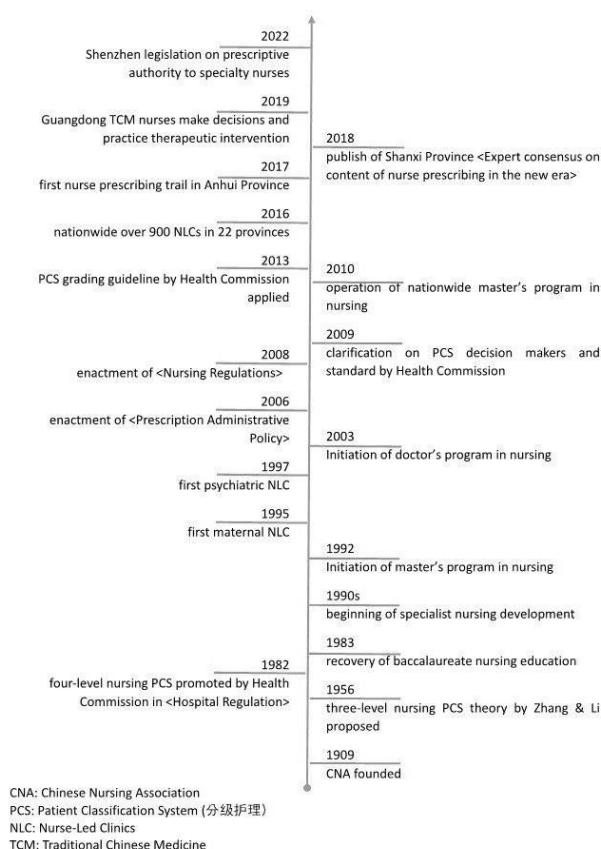 2022
Shenzhen legislation on prescriptive
authority to specialty nurses
2019
Guangdong TCM nurses make decisions and
practice therapeutic intervention
2018
publish of Shanxi Province <Expert consensus on
content of nurse prescribing in the new era>
2017
first nurse prescribing trail in Anhui Province
2016
nationwide over 900 NLCs in 22 provinces
2013
PCS grading guideline by Health Commission
applied
2010
operation of nationwide master's program in
nursing
2009
clarification on PCS decision makers and
standard by Health Commission
2008
enactment of <Nursing Regulations>
2006
enactment of <Prescription Administrative
Policy>
2003
Initiation of doctor's program in nursing
1997
first psychiatric NLC
1995
first maternal NLC
1992
Initiation of master's program in nursing
1990s
beginning of specialist nursing development
1983
recovery of baccalaureate nursing education
1982
four-level nursing PCS promoted by Health
Commission in <Hospital Regulation>
1956
three-level nursing PCS theory by Zhang & Li
proposed
1909
CNA founded
CNA: Chinese Nursing Association
PCS: Patient Classification System (分级护理)
NLC: Nurse-Led Clinics
TCM: Traditional Chinese Medicine